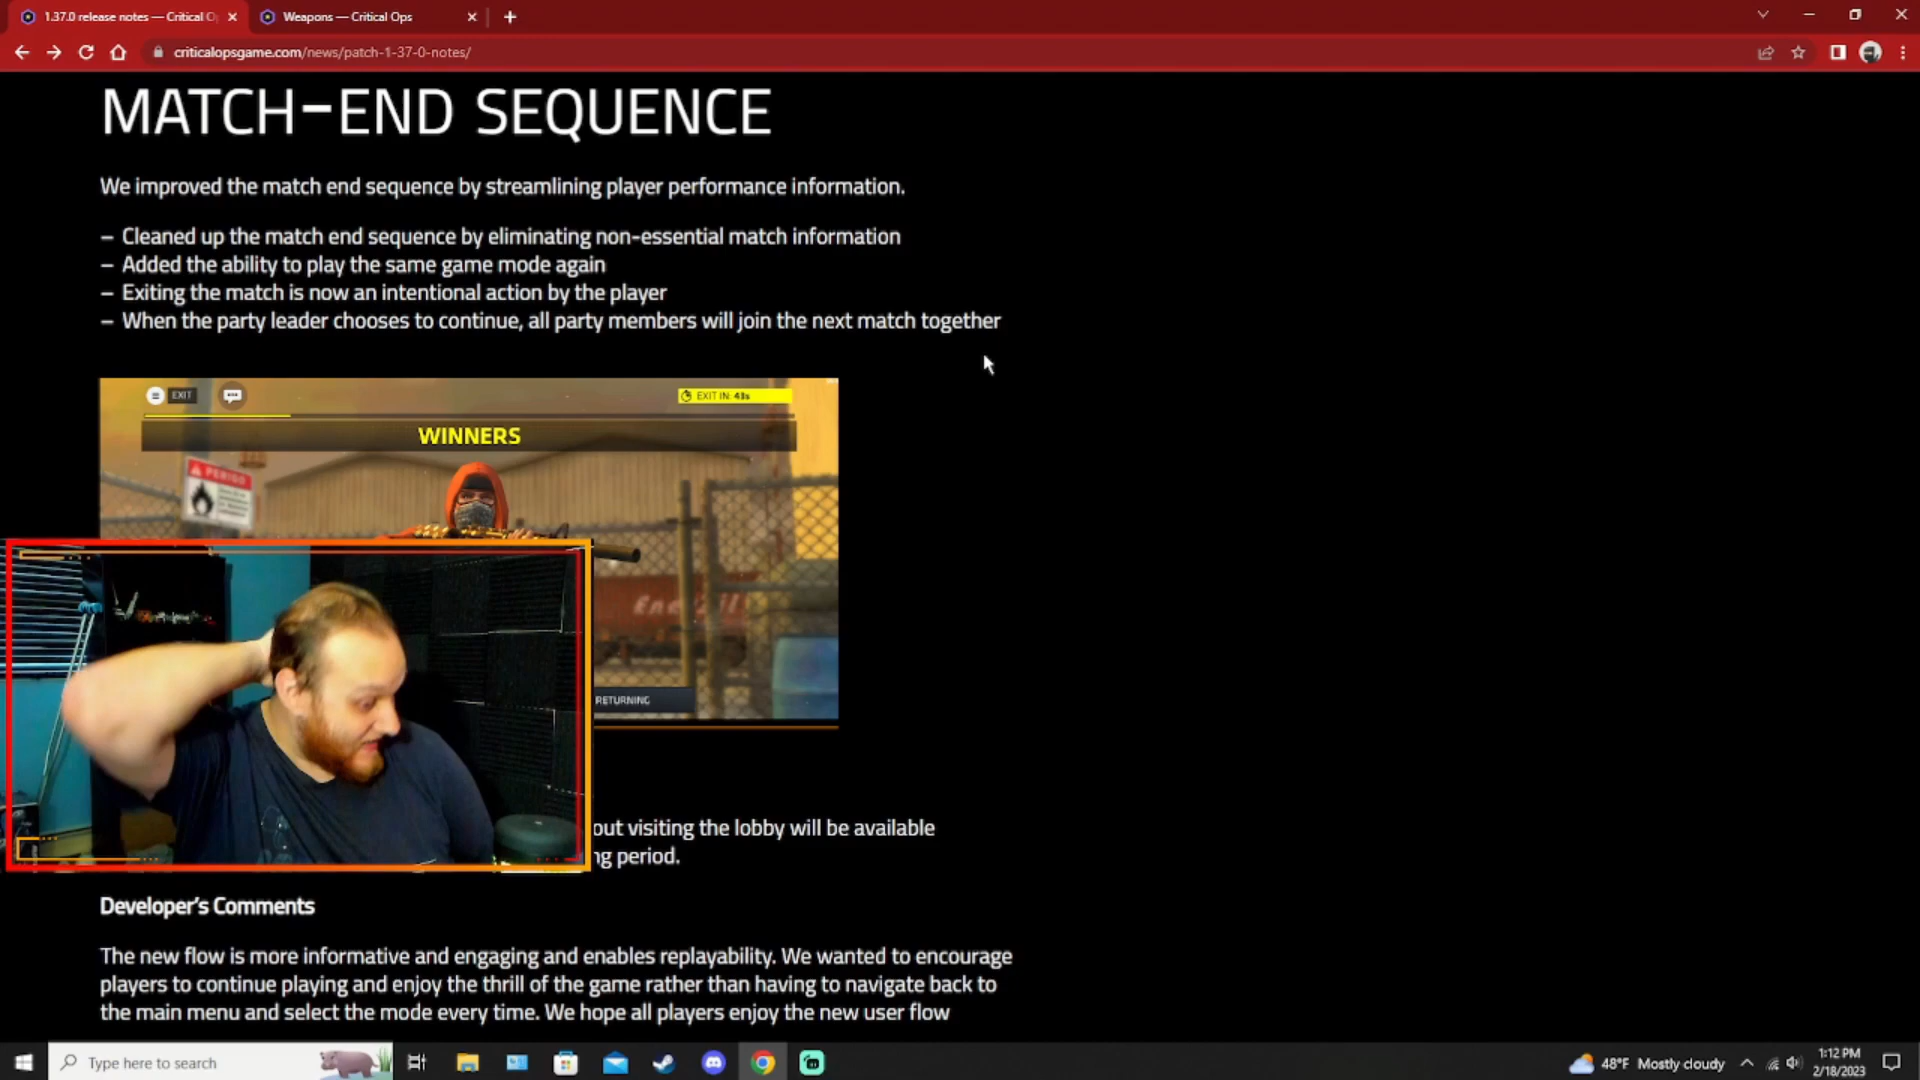 1.37.0 release notes — Critical O
Weapons — Critical Ops
criticalopsgame.com/news/patch-1-37-0-notes/
MATCH-END SEQUENCE
We improved the match end sequence by streamlining player performance information.
– Cleaned up the match end sequence by eliminating non-essential match information
– Added the ability to play the same game mode again
– Exiting the match is now an intentional action by the player
– When the party leader chooses to continue, all party members will join the next match together
EXIT
EXIT IN: 43s
WINNERS
PERIGO
RETURNING
out visiting the lobby will be available
ng period.
Developer's Comments
The new flow is more informative and engaging and enables replayability. We wanted to encourage
players to continue playing and enjoy the thrill of the game rather than having to navigate back to
the main menu and select the mode every time. We hope all players enjoy the new user flow
Type here to search
48°F Mostly cloudy
1:12 PM
2/18/2023